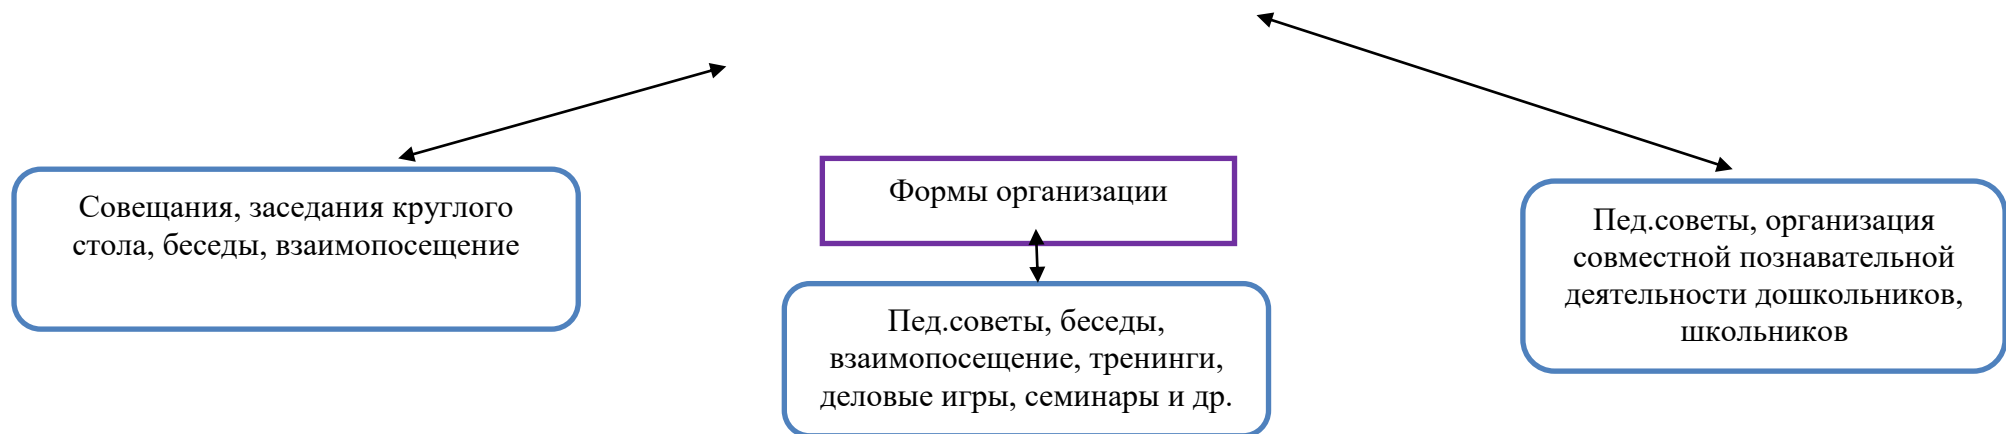 Совещания, заседания круглого
стола, беседы, взаимопосещение
Формы организации
Пед.советы, беседы,
взаимопосещение, тренинги,
деловые игры, семинары и др.
Пед.советы, организация
совместной познавательной
деятельности дошкольников,
школьников